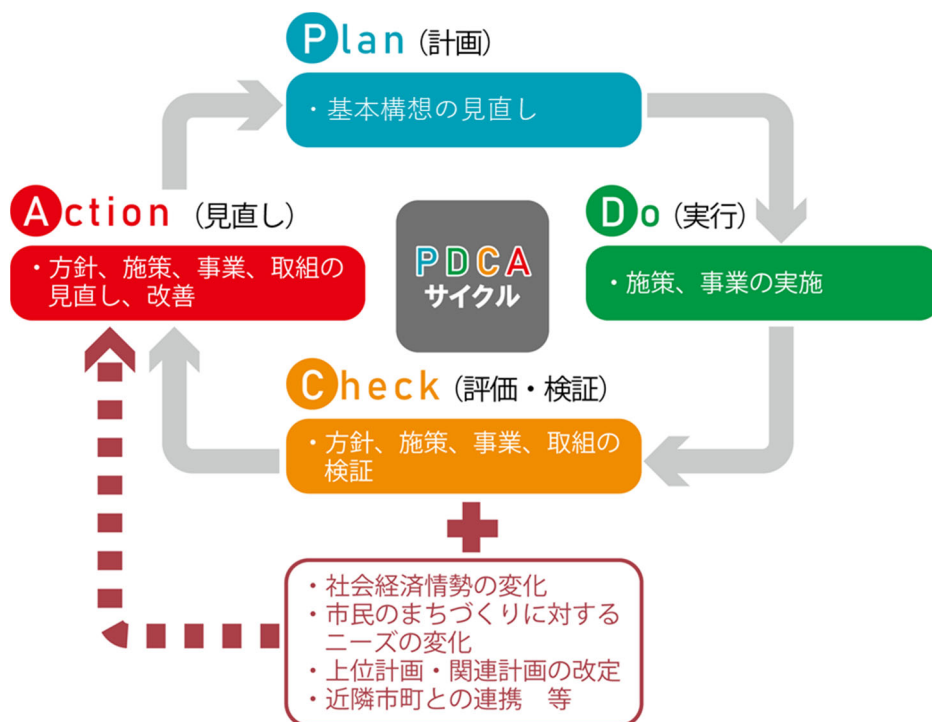 Plan（計画）
・基本構想の見直し
Action（見直し）
・方針、施策、事業、取組の
見直し、改善
PDCA
サイクル
Do（実行）
・施策、事業の実施
Check（評価・検証）
・方針、施策、事業、取組の
検証
・社会経済情勢の変化
・市民のまちづくりに対する
ニーズの変化
・上位計画・関連計画の改定
・近隣市町との連携　等